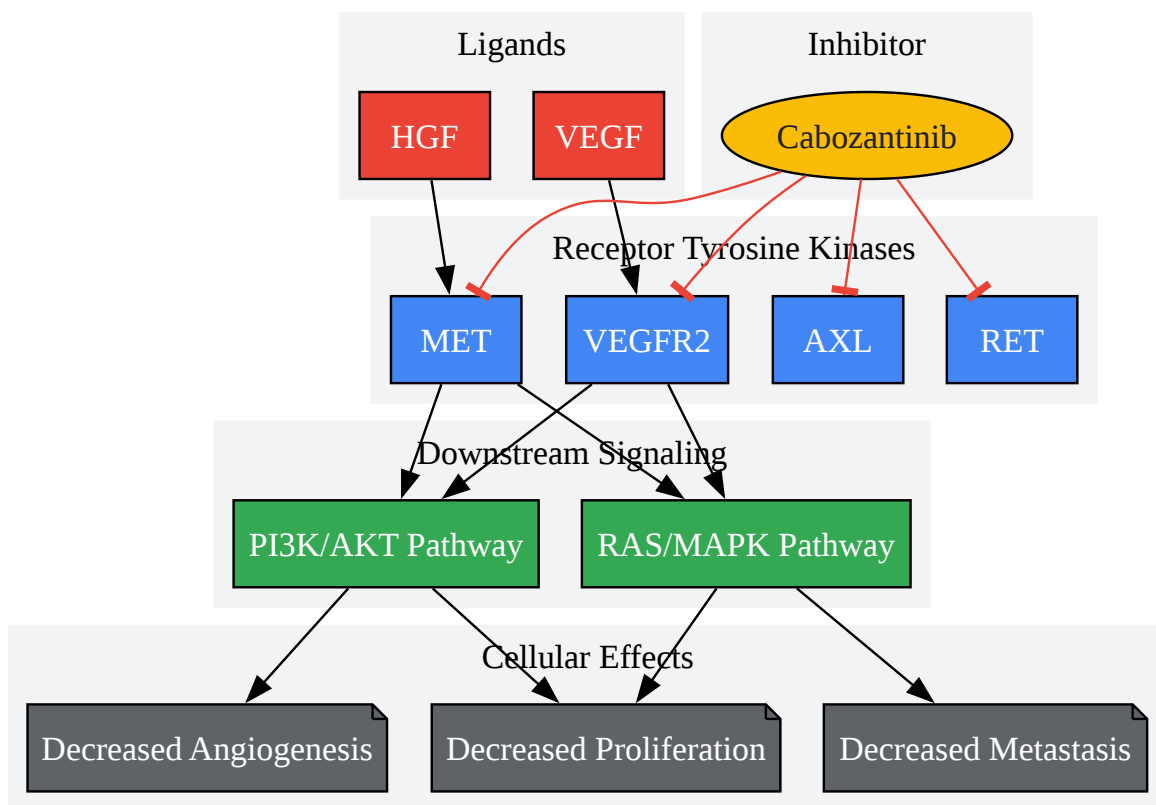 Ligands
Inhibitor
HGF
VEGF
Cabozantinib
Receptor Tyrosine Kinases
MET
VEGFR2
AXL
RET
Downstream Signaling
PI3K/AKT Pathway
RAS/MAPK Pathway
Cellular Effects
Decreased Angiogenesis
Decreased Proliferation
Decreased Metastasis